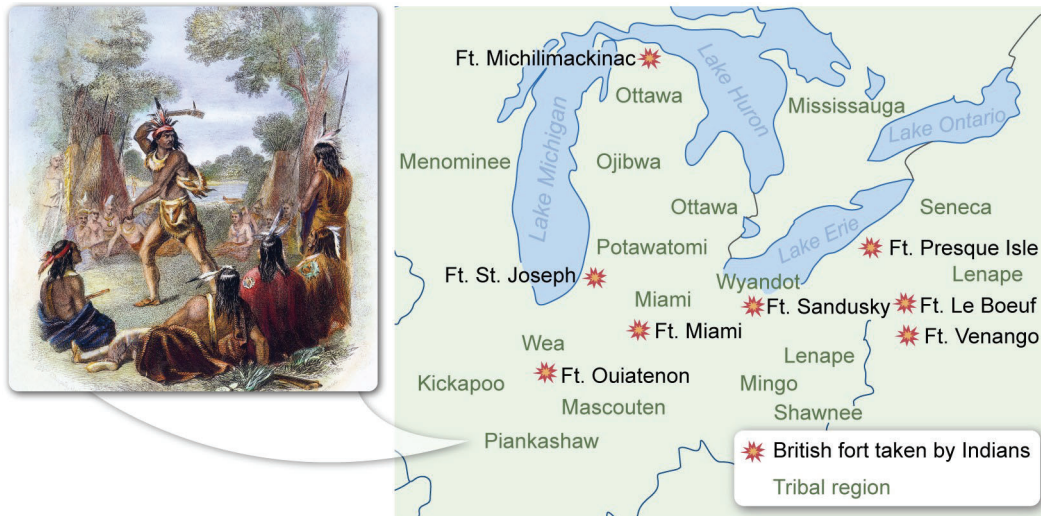 Ft. Michilimackinac
Ottawa
Mississauga
Lake Huron
Lake Ontario
Menominee
Lake Michigan
Ojibwa
Ottawa
Seneca
Lake Erie
Potawatomi
Ft. Presque Isle
Ft. St. Joseph
Lenape
Wyandot
Miami
Ft. Sandusky
Ft. Le Boeuf
Ft. Miami
Ft. Venango
Wea
Lenape
Ft. Ouiatenon
Kickapoo
Mingo
Mascouten
Shawnee
Piankashaw
British fort taken by Indians
Tribal region